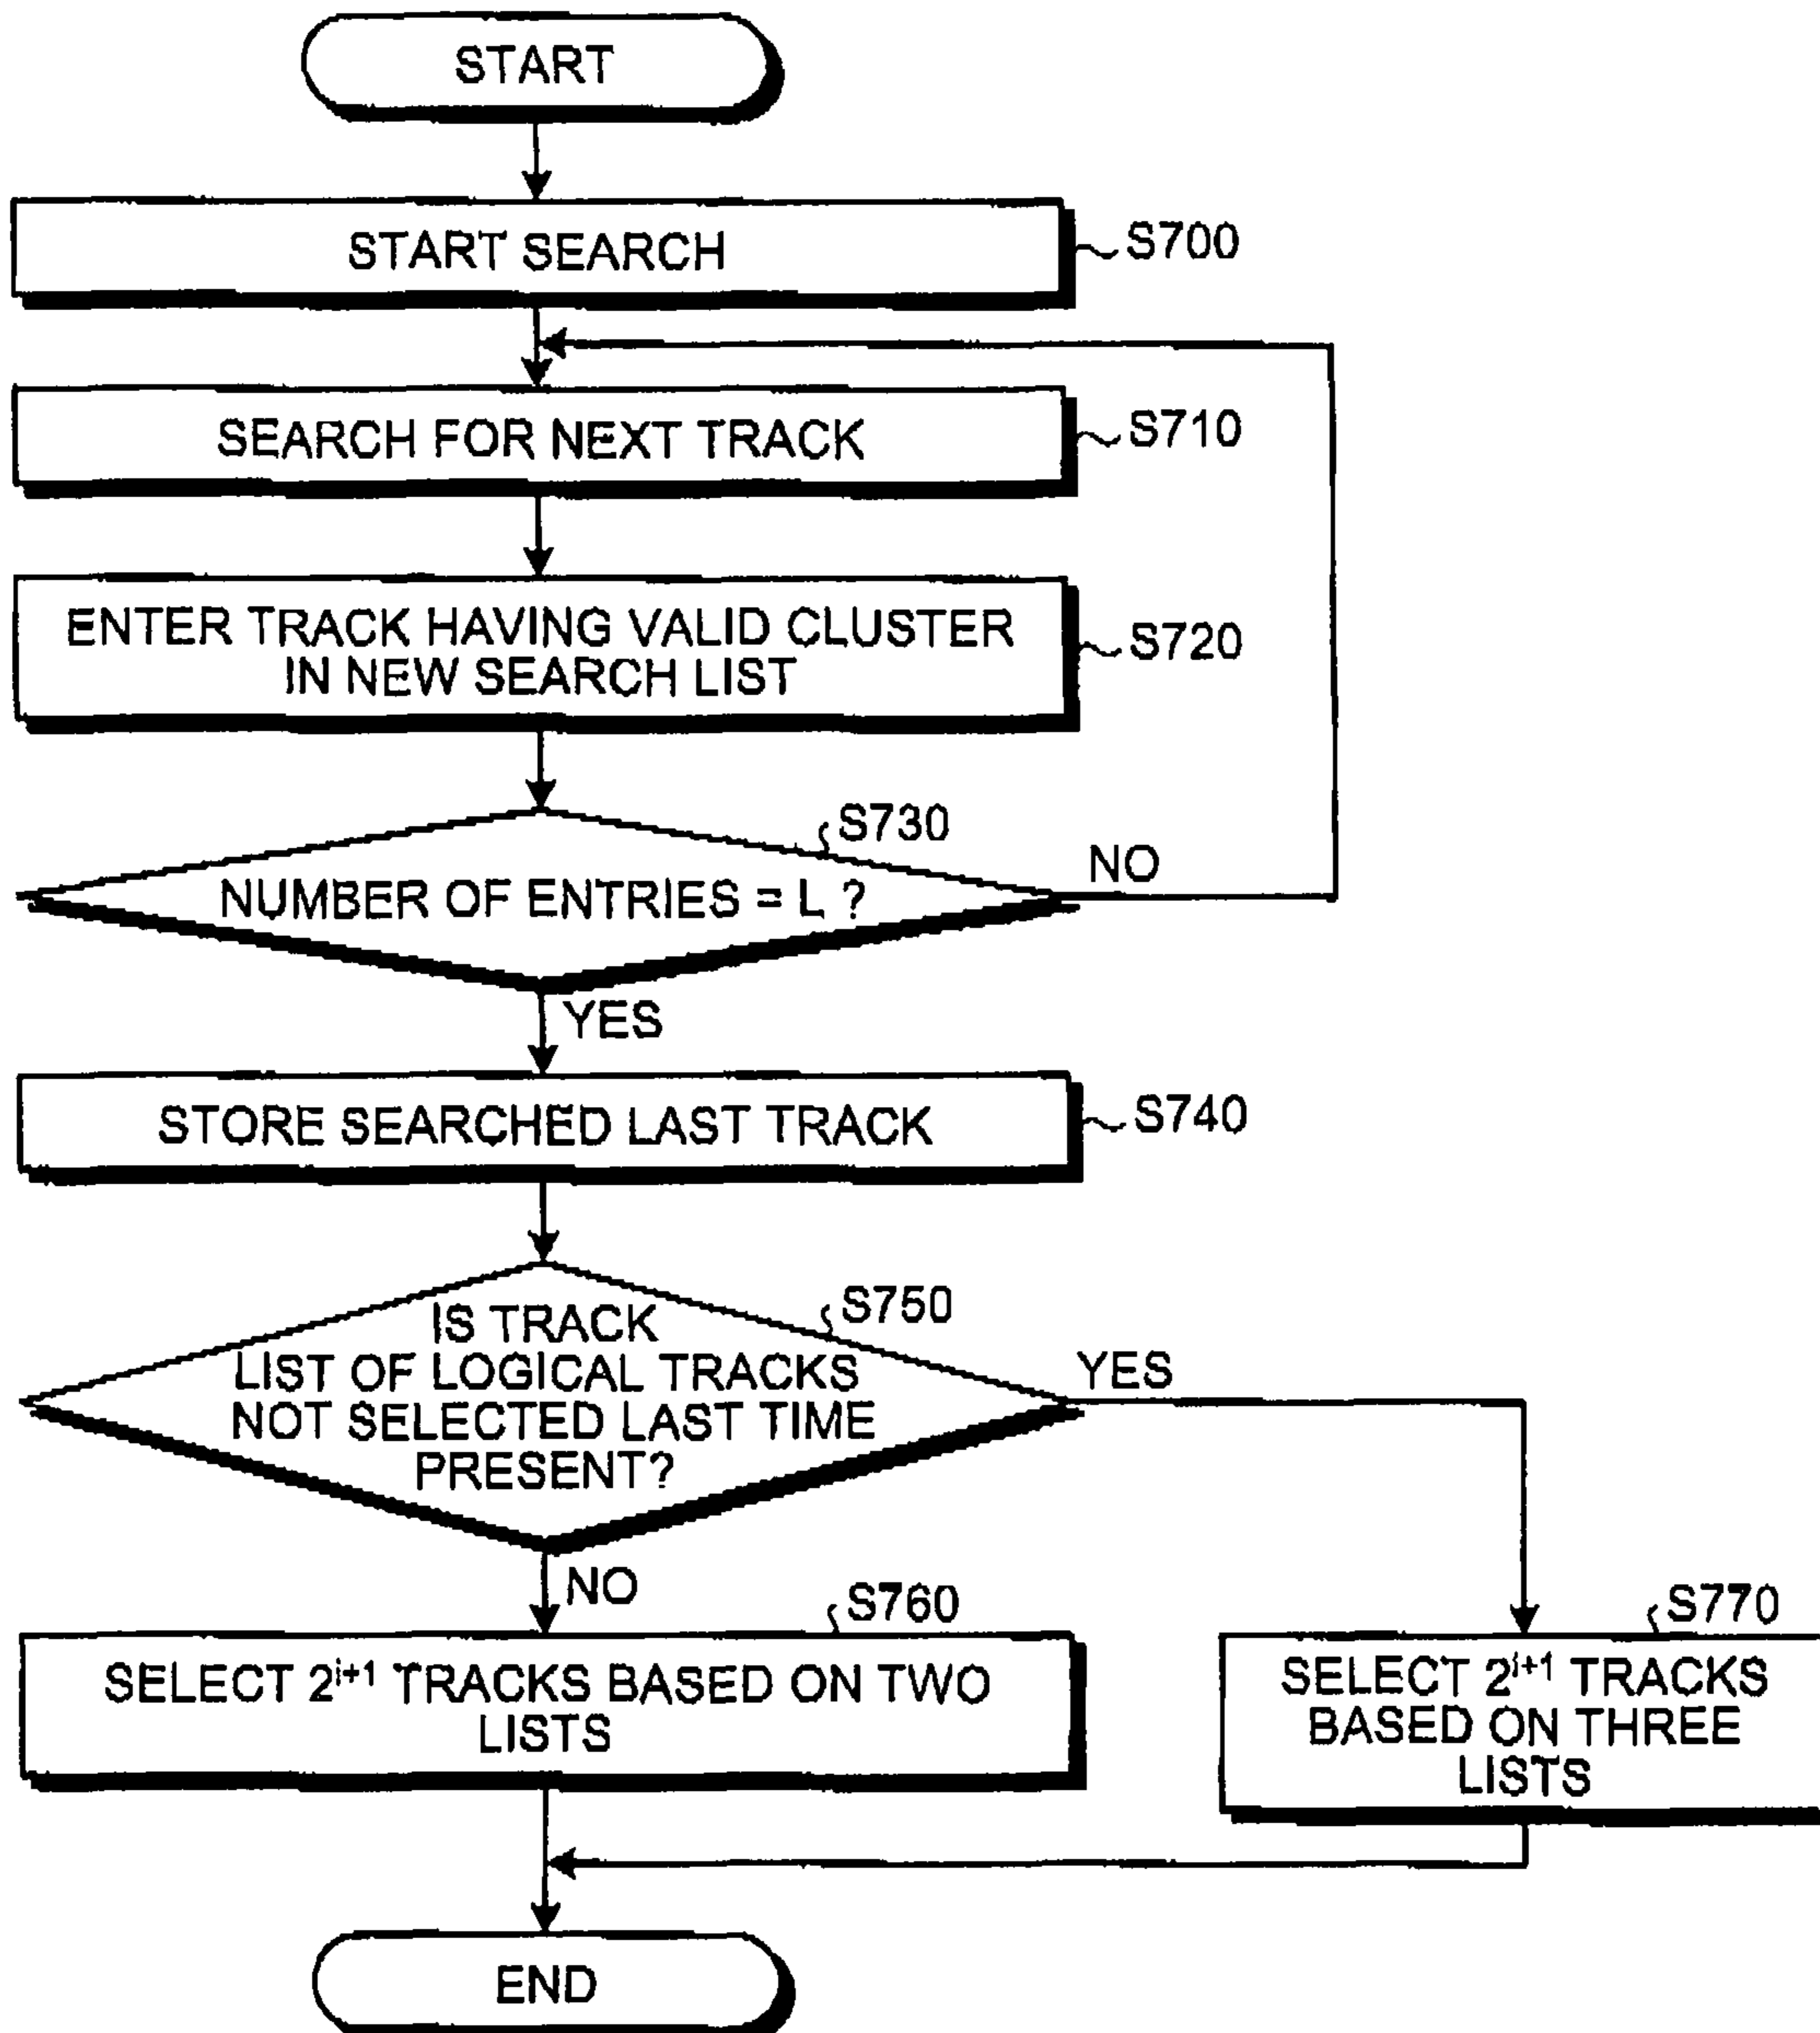 START
START SEARCH
S700
SEARCH FOR NEXT TRACK
S710
ENTER TRACK HAVING VALID CLUSTER
IN NEW SEARCH LIST
S720
S730
NUMBER OF ENTRIES = L ?
NO
YES
STORE SEARCHED LAST TRACK
S740
S750
IS TRACK
LIST OF LOGICAL TRACKS
NOT SELECTED LAST TIME
PRESENT?
YES
NO
S760
SELECT 2^{i+1} TRACKS BASED ON TWO
LISTS
S770
SELECT 2^{i+1} TRACKS
BASED ON THREE
LISTS
END